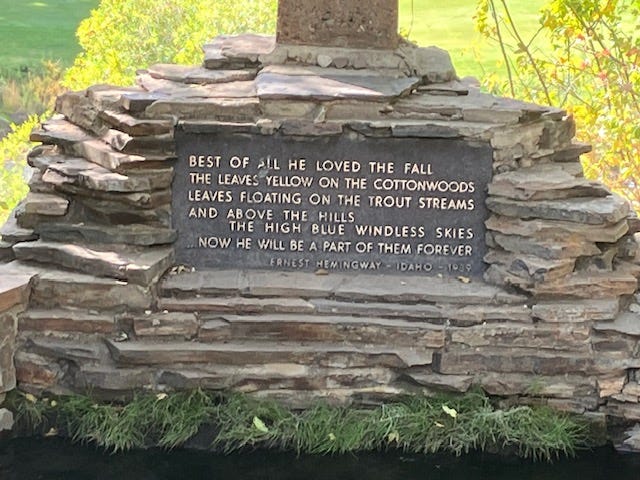 BEST OF ALL HE LOVED THE FALL
THE LEAVES YELLOW ON THE COTTONWOODS
LEAVES FLOATING ON THE TROUT STREAMS
AND ABOVE THE HILLS
THE HIGH BLUE WINDLESS SKIES
...NOW HE WILL BE A PART OF THEM FOREVER
ERNEST HEMINGWAY - IDAHO - 1939